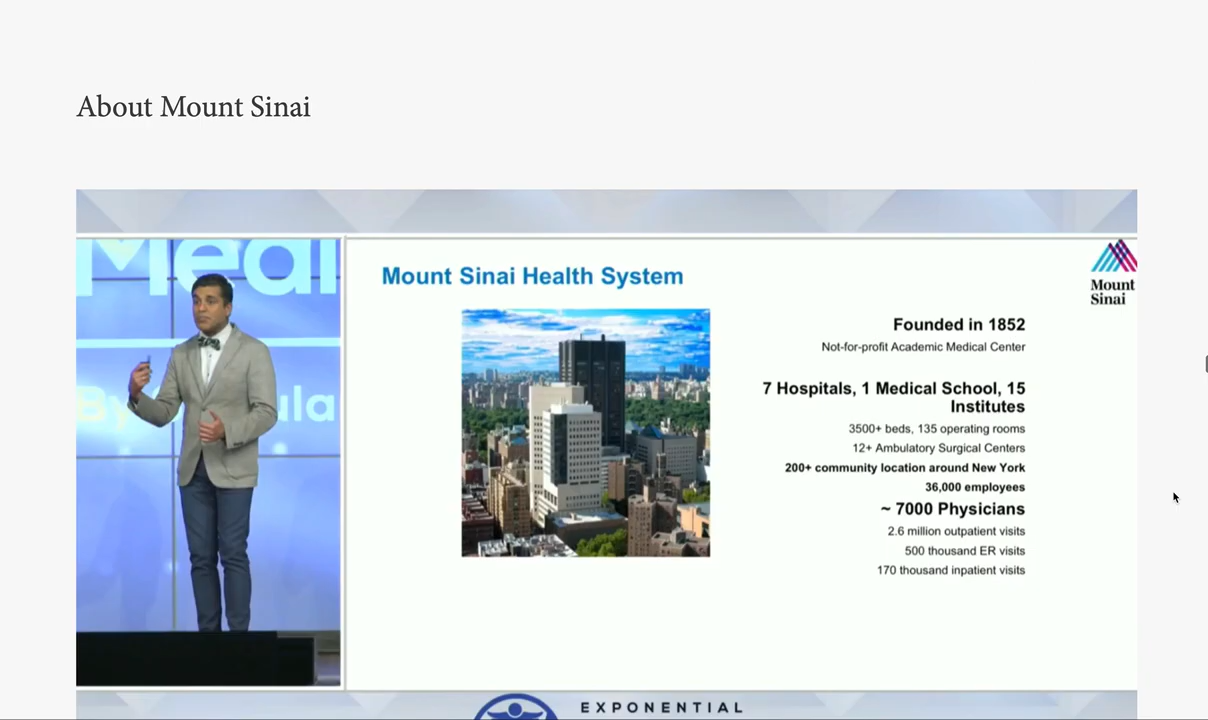 About Mount Sinai
Medi
By
ula
Mount Sinai Health System
Mount
Sinai
Founded in 1852
Not-for-profit Academic Medical Center
7 Hospitals, 1 Medical School, 15
Institutes
3500+ beds, 135 operating rooms
12+ Ambulatory Surgical Centers
200+ community location around New York
36,000 employees
~ 7000 Physicians
2.6 million outpatient visits
500 thousand ER visits
170 thousand inpatient visits
EXPONENTIAL